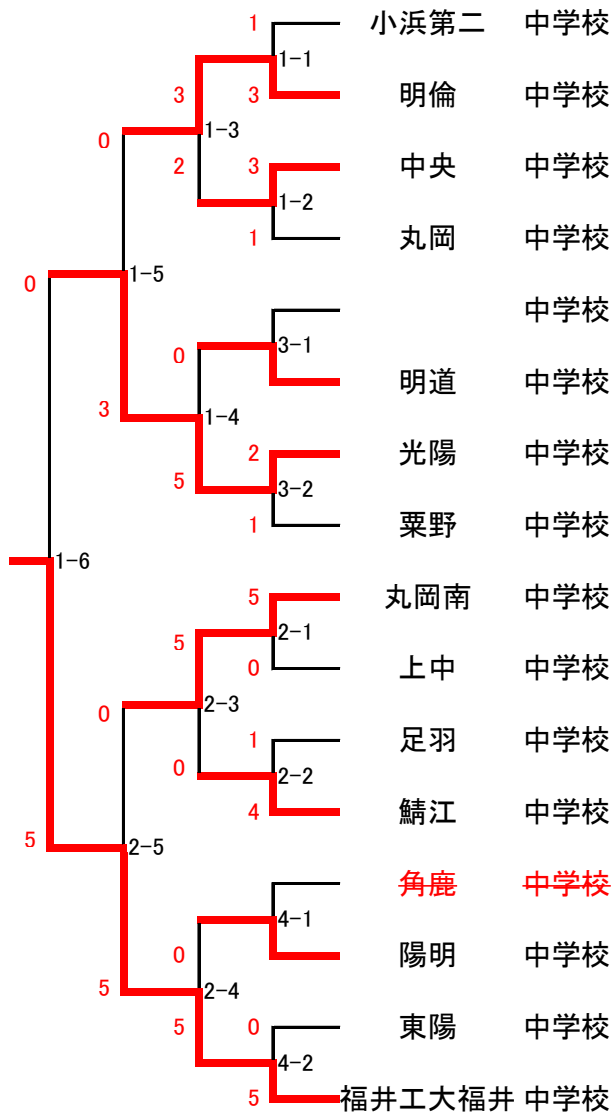 1 小浜第二 中学校
1-1
3 3 明倫 中学校
0 1-3
2 3 中央 中学校
1-2
1 丸岡 中学校
0 1-5
中学校
0 3-1
明道 中学校
3 1-4
5 2 光陽 中学校
3-2
1 粟野 中学校
1-6
5 丸岡南 中学校
5 2-1
0 上中 中学校
0 2-3
0 1 足羽 中学校
2-2
4 鯖江 中学校
5 2-5
角鹿 中学校
4-1
0 陽明 中学校
5 2-4
5 0 東陽 中学校
4-2
5 福井工大福井 中学校